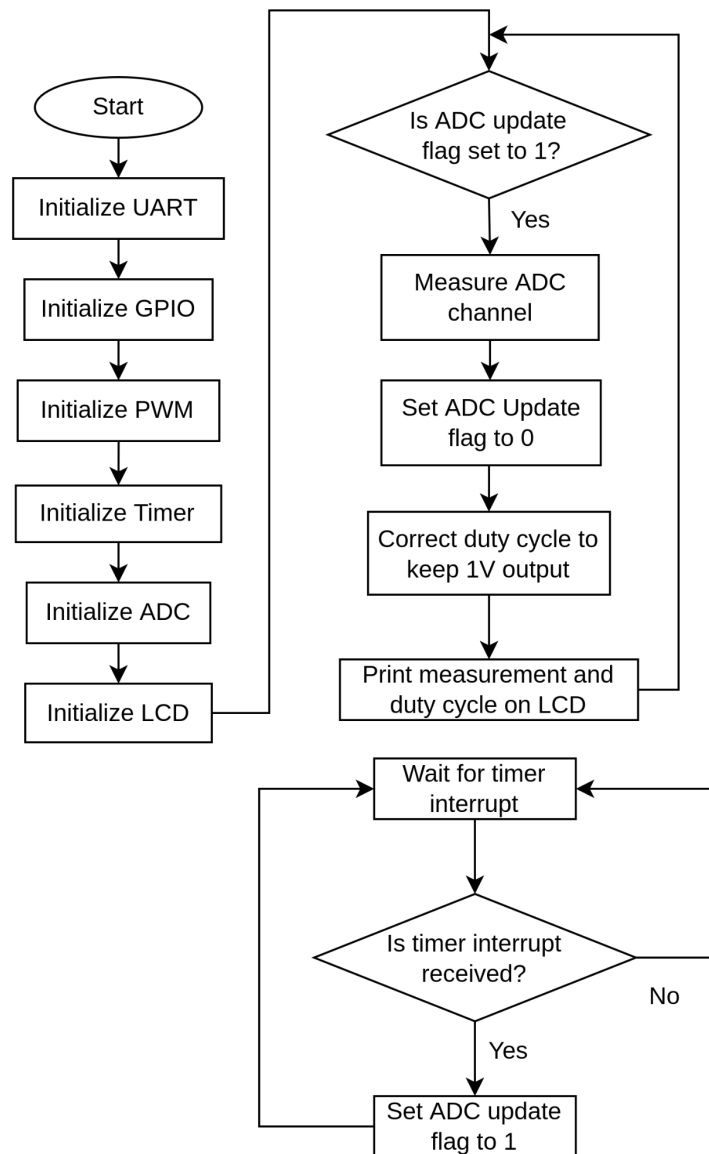 Start
Initialize UART
Initialize GPIO
Initialize PWM
Initialize Timer
Initialize ADC
Initialize LCD
Is ADC update
flag set to 1?
Yes
Measure ADC
channel
Set ADC Update
flag to 0
Correct duty cycle to
keep 1V output
Print measurement and
duty cycle on LCD
Wait for timer
interrupt
Is timer interrupt
received?
No
Yes
Set ADC update
flag to 1